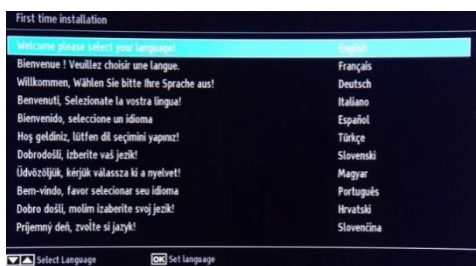 First time installation
Welcome please select your language! English
Bienvenue ! Veuillez choisir une langue. Français
Willkommen, Wählen Sie bitte Ihre Sprache aus! Deutsch
Benvenuti, Selezionate la vostra lingua! Italiano
Bienvenido, seleccione un idioma Español
Hoş geldiniz, lütfen dil seçimini yapınız! Türkçe
Dobrodošli, izberite vaš jezik! Slovenski
Üdvözöljük, kérjük válassza ki a nyelvet! Magyar
Bem-vindo, favor selecionar seu idioma Português
Dobro došli, molim izaberite svoj jezik! Hrvatski
Príjemný deň, zvoľte si jazyk! Slovenčina
Select Language OK Set language